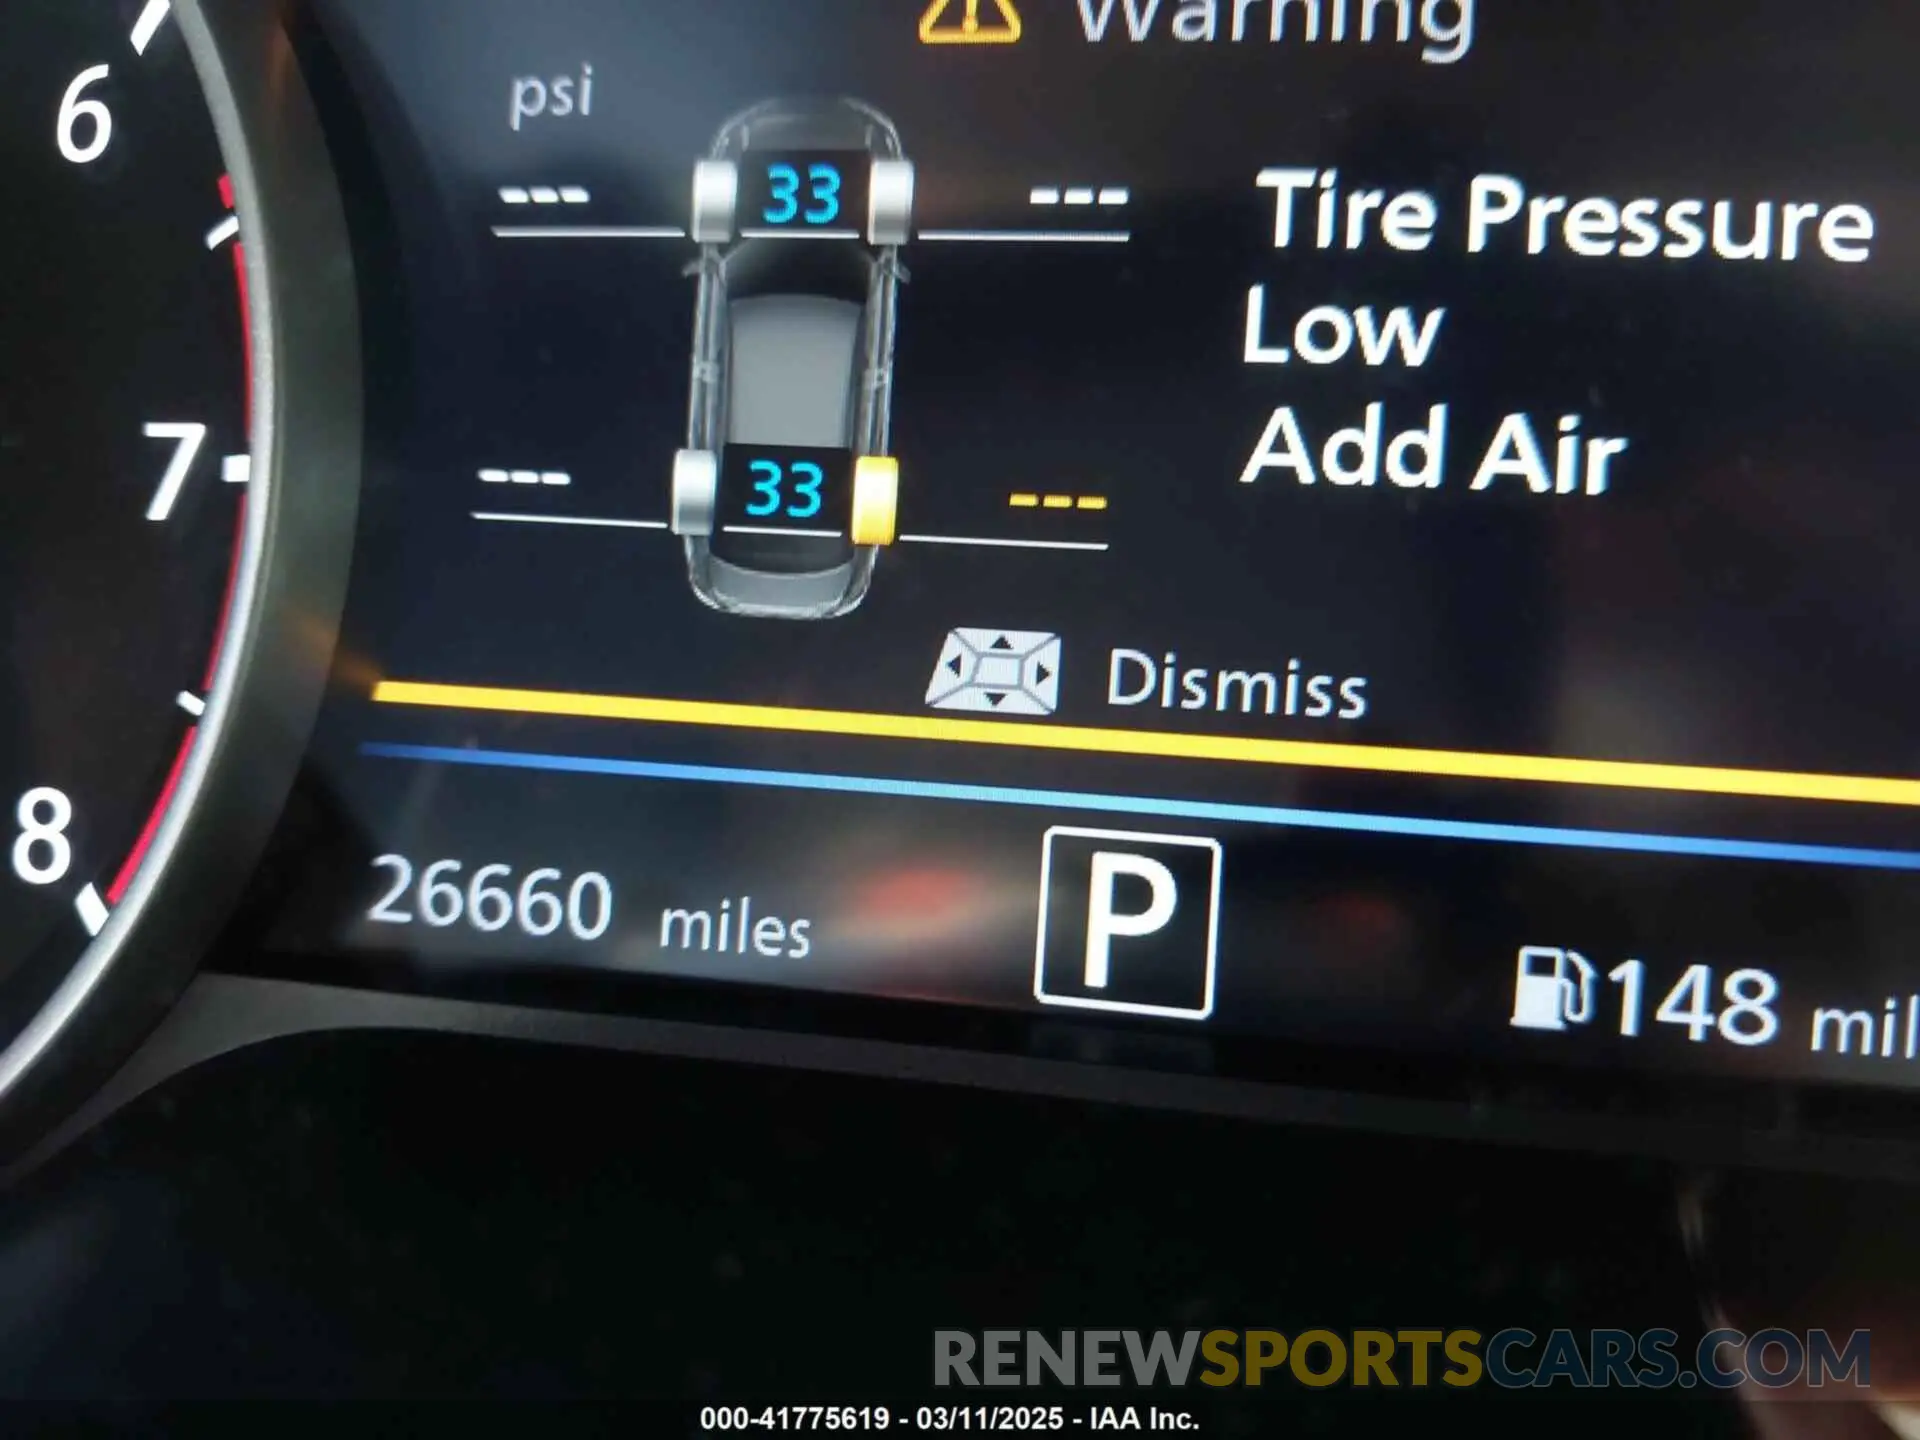 Warning
psi
6
--- 33 ---
Tire Pressure
Low
Add Air
7
--- 33 ---
Dismiss
8
26660 miles
P
148 mil
RENEWSPORTSCARS.COM
000-41775619 - 03/11/2025 - IAA Inc.